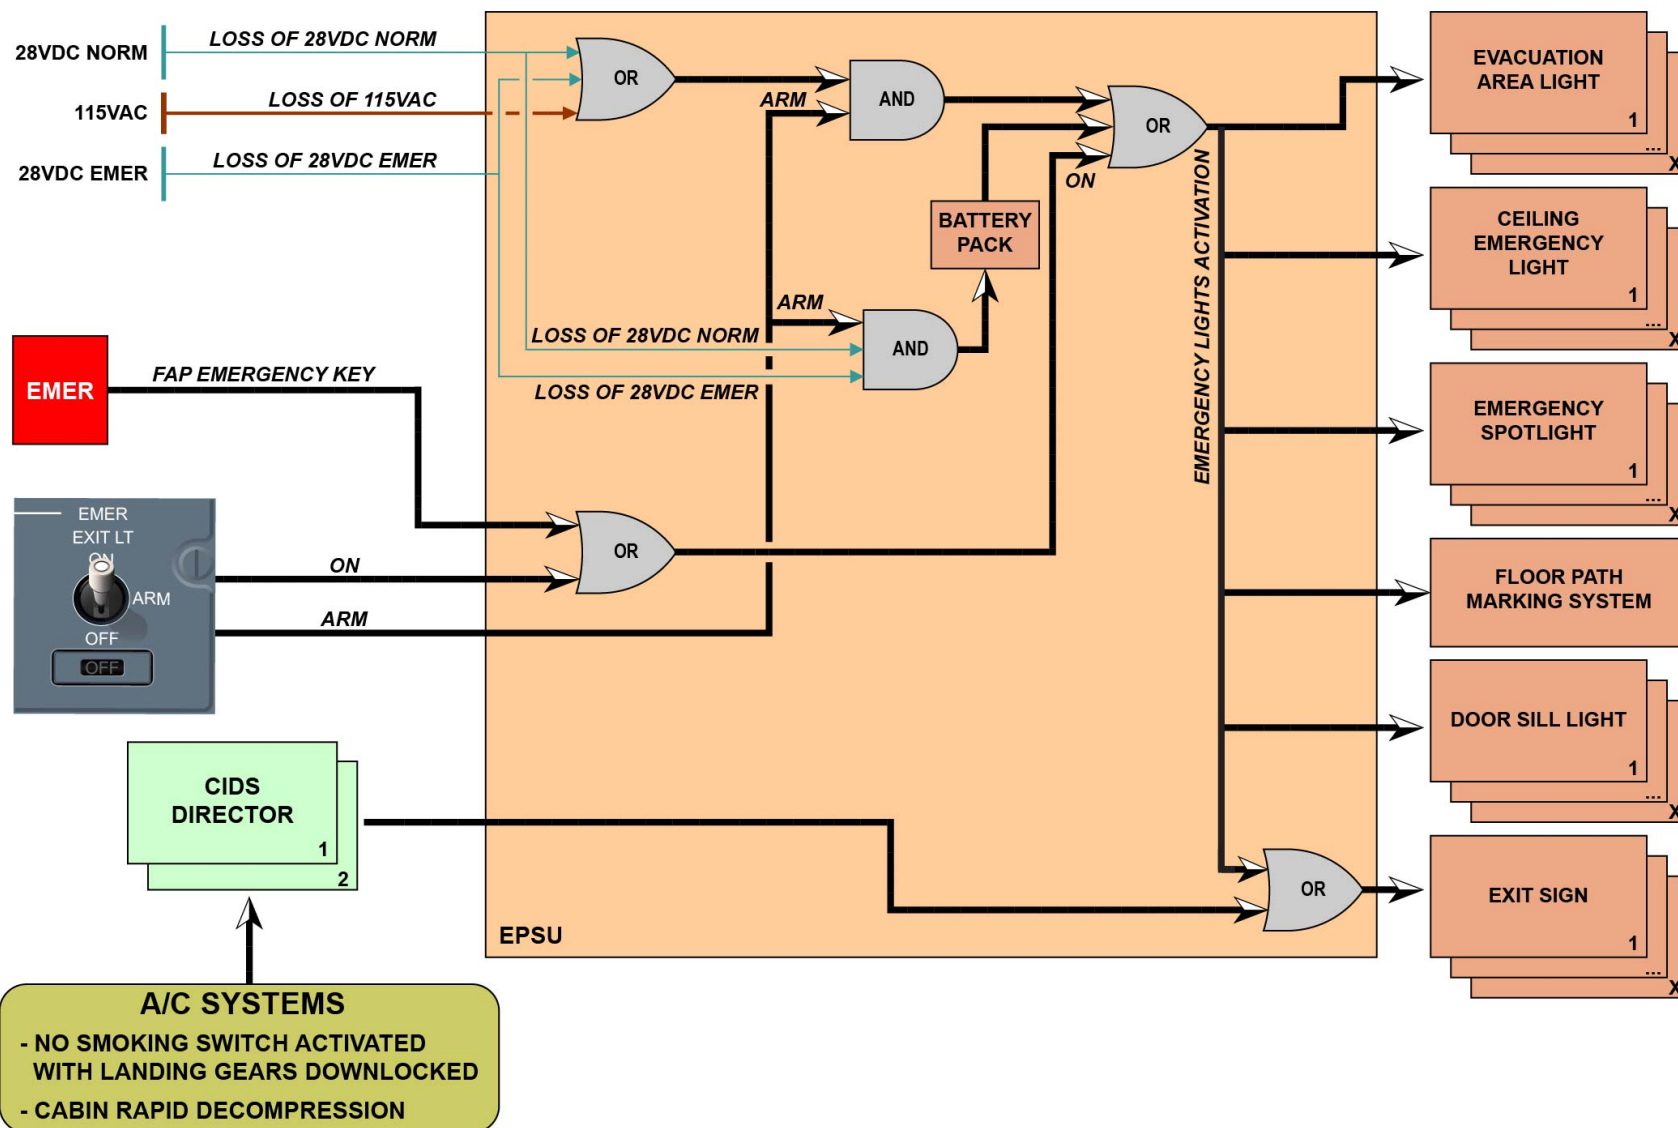 28VDC NORM
LOSS OF 28VDC NORM
115VAC
LOSS OF 115VAC
28VDC EMER
LOSS OF 28VDC EMER
OR
ARM
AND
OR
ON
BATTERY
PACK
ARM
LOSS OF 28VDC NORM
AND
LOSS OF 28VDC EMER
EMERGENCY LIGHTS ACTIVATION
EMER
FAP EMERGENCY KEY
EMER
EXIT LT
ON
ARM
OFF
OFF
ON
ARM
OR
CIDS
DIRECTOR
1
2
OR
EPSU
A/C SYSTEMS
- NO SMOKING SWITCH ACTIVATED
WITH LANDING GEARS DOWNLOCKED
- CABIN RAPID DECOMPRESSION
EVACUATION
AREA LIGHT
1
...
X
CEILING
EMERGENCY
LIGHT
1
...
X
EMERGENCY
SPOTLIGHT
1
...
X
FLOOR PATH
MARKING SYSTEM
DOOR SILL LIGHT
1
...
X
EXIT SIGN
1
...
X